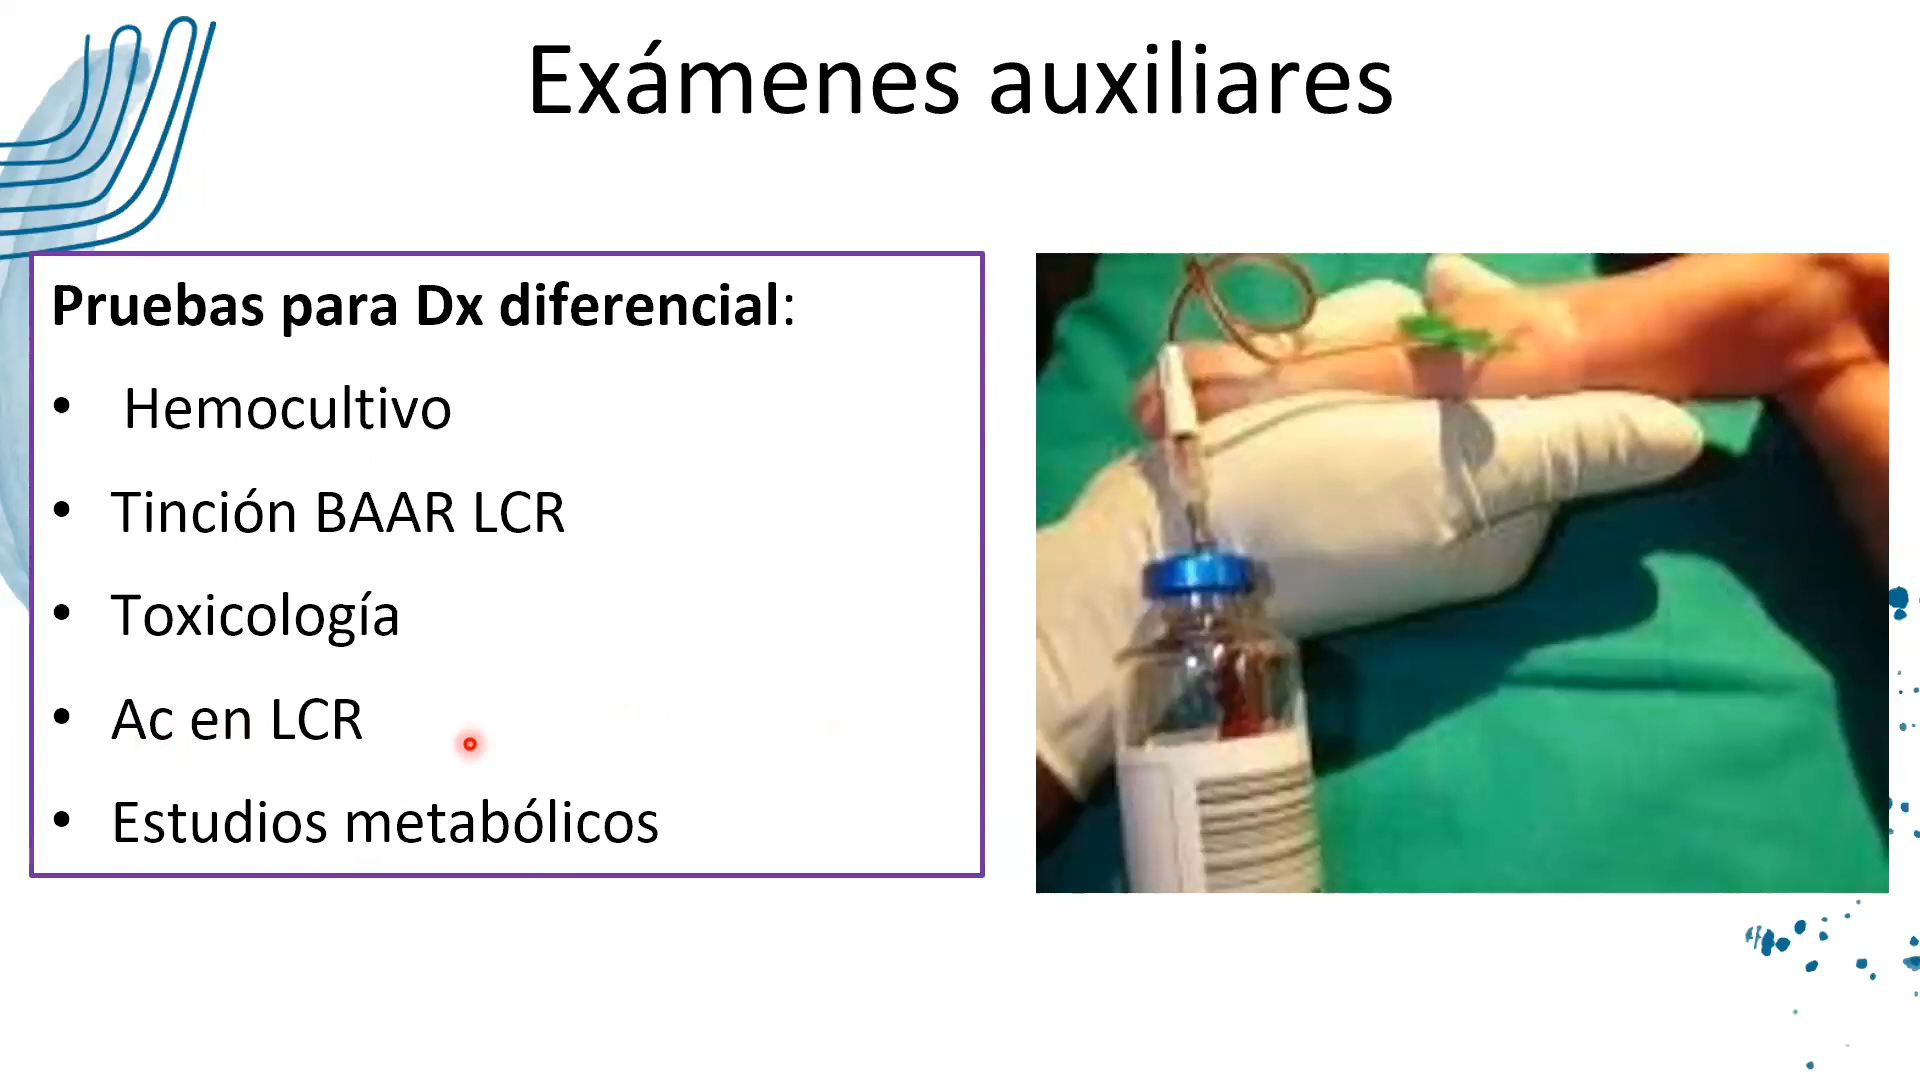 Exámenes auxiliares
Pruebas para Dx diferencial:
• Hemocultivo
• Tinción BAAR LCR
• Toxicología
• Ac en LCR
• Estudios metabólicos